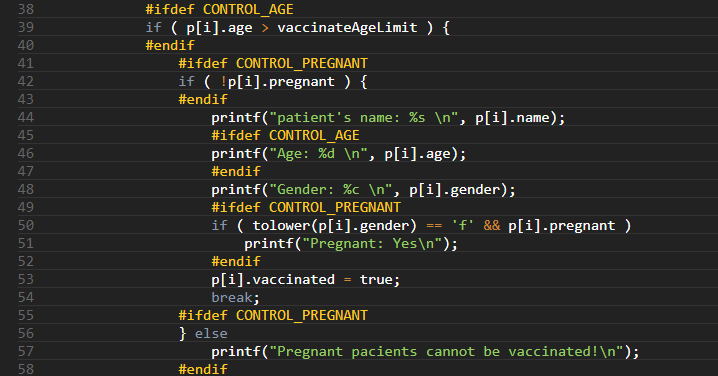 38 #ifdef CONTROL_AGE
39 if ( p[i].age > vaccinateAgeLimit ) {
40 #endif
41 #ifdef CONTROL_PREGNANT
42 if ( !p[i].pregnant ) {
43 #endif
44 printf("patient's name: %s \n", p[i].name);
45 #ifdef CONTROL_AGE
46 printf("Age: %d \n", p[i].age);
47 #endif
48 printf("Gender: %c \n", p[i].gender);
49 #ifdef CONTROL_PREGNANT
50 if ( tolower(p[i].gender) == 'f' && p[i].pregnant )
51 printf("Pregnant: Yes\n");
52 #endif
53 p[i].vaccinated = true;
54 break;
55 #ifdef CONTROL_PREGNANT
56 } else
57 printf("Pregnant pacients cannot be vaccinated!\n");
58 #endif